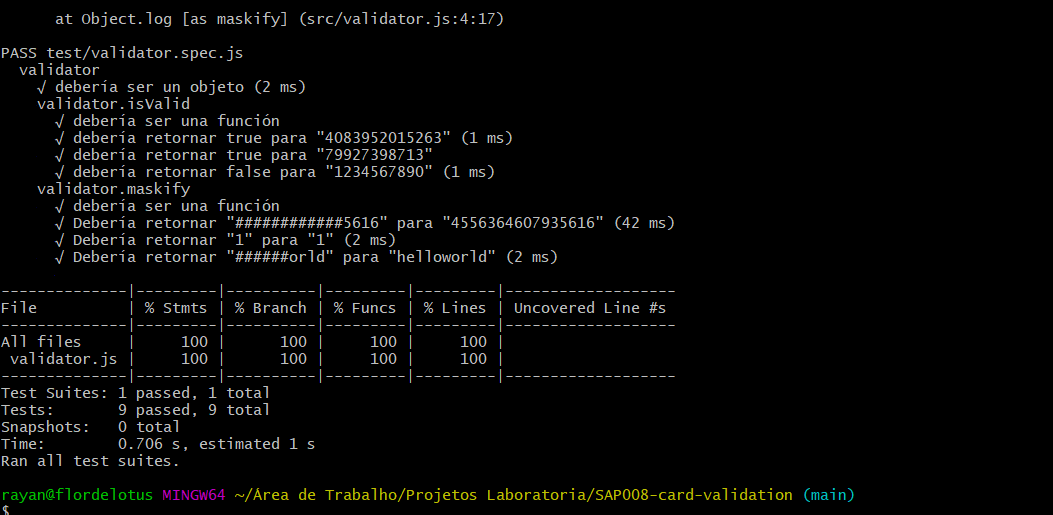 at Object.log [as maskify] (src/validator.js:4:17)
PASS test/validator.spec.js
validator
√ debería ser un objeto (2 ms)
validator.isValid
√ debería ser una función
√ debería retornar true para "4083952015263" (1 ms)
√ debería retornar true para "79927398713"
√ debería retornar false para "1234567890" (1 ms)
validator.maskify
√ debería ser una función
√ Debería retornar "############5616" para "4556364607935616" (42 ms)
√ Debería retornar "1" para "1" (2 ms)
√ Debería retornar "######orld" para "helloworld" (2 ms)
--------------|---------|----------|---------|---------|-------------------
File          | % Stmts | % Branch | % Funcs | % Lines | Uncovered Line #s
--------------|---------|----------|---------|---------|-------------------
All files     |     100 |      100 |     100 |     100 |
 validator.js |     100 |      100 |     100 |     100 |
--------------|---------|----------|---------|---------|-------------------
Test Suites: 1 passed, 1 total
Tests:       9 passed, 9 total
Snapshots:   0 total
Time:        0.706 s, estimated 1 s
Ran all test suites.
rayan@flordelotus MINGW64 ~/Área de Trabalho/Projetos Laboratoria/SAP008-card-validation (main)
$